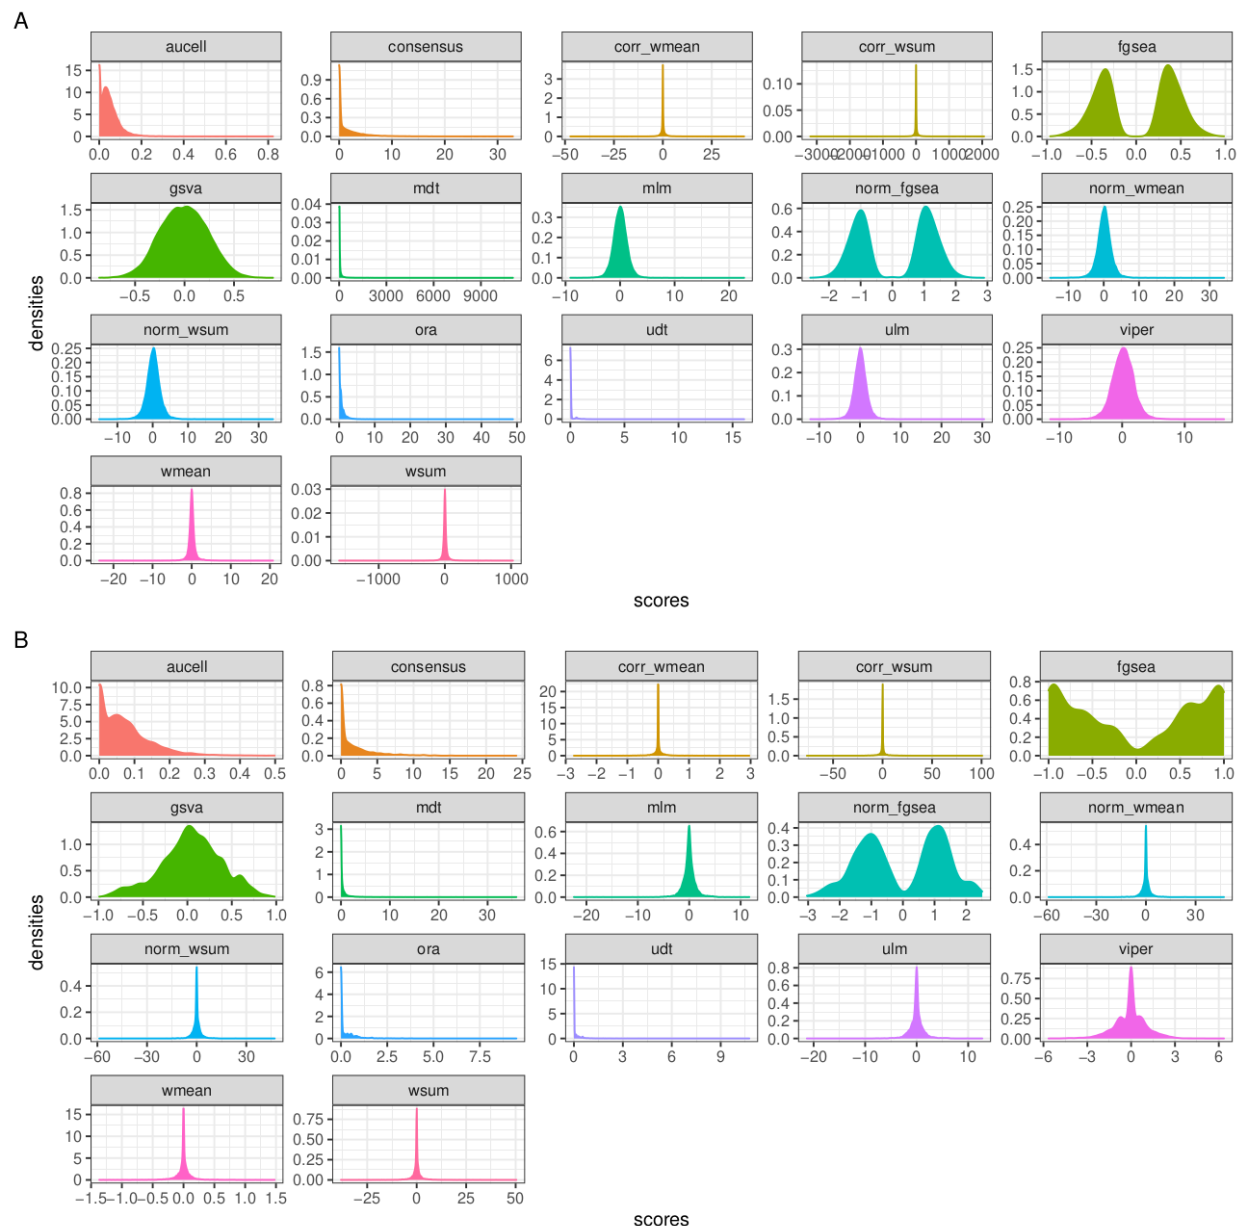 A
aucell consensus corr_wmean corr_wsum fgsea
15 10 5 0
0.9 0.6 0.3 0.0
3 2 1 0
0.10 0.05 0.00
1.5 1.0 0.5 0.0
0.0 0.2 0.4 0.6 0.8
0 10 20 30
−50 −25 0 25
−3000 −2000 −1000 0 1000 2000
−1.0 −0.5 0.0 0.5 1.0
gsva mdt mlm norm_fgsea norm_wmean
1.5 1.0 0.5 0.0
0.04 0.03 0.02 0.01 0.00
0.3 0.2 0.1 0.0
0.6 0.4 0.2 0.0
0.25 0.20 0.15 0.10 0.05 0.00
−0.5 0.0 0.5
0 3000 6000 9000
−10 0 10 20
−2 −1 0 1 2 3
−10 0 10 20 30
densities
norm_wsum ora udt ulm viper
0.25 0.20 0.15 0.10 0.05 0.00
1.5 1.0 0.5 0.0
6 4 2 0
0.3 0.2 0.1 0.0
0.25 0.20 0.15 0.10 0.05 0.00
−10 0 10 20 30
0 10 20 30 40 50
0 5 10 15
−10 0 10 20 30
−10 0 10
wmean wsum
0.8 0.6 0.4 0.2 0.0
0.03 0.02 0.01 0.00
−20 −10 0 10 20
−1000 0 1000
scores
B
aucell consensus corr_wmean corr_wsum fgsea
10.0 7.5 5.0 2.5 0.0
0.8 0.6 0.4 0.2 0.0
20 15 10 5 0
1.5 1.0 0.5 0.0
0.8 0.6 0.4 0.2 0.0
0.0 0.1 0.2 0.3 0.4 0.5
0 5 10 15 20 25
−3 −2 −1 0 1 2 3
−50 0 50 100
−1.0 −0.5 0.0 0.5 1.0
gsva mdt mlm norm_fgsea norm_wmean
1.0 0.5 0.0
3 2 1 0
0.6 0.4 0.2 0.0
0.4 0.3 0.2 0.1 0.0
0.4 0.2 0.0
−1.0 −0.5 0.0 0.5 1.0
0 10 20 30
−20 −10 0 10
−3 −2 −1 0 1 2
−60 −30 0 30
densities
norm_wsum ora udt ulm viper
0.4 0.2 0.0
6 4 2 0
15 10 5 0
0.8 0.6 0.4 0.2 0.0
0.75 0.50 0.25 0.00
−60 −30 0 30
0.0 2.5 5.0 7.5
0 3 6 9
−20 −10 0 10
−6 −3 0 3 6
wmean wsum
15 10 5 0
0.75 0.50 0.25 0.00
−1.5 −1.0 −0.5 0.0 0.5 1.0 1.5
−25 0 25 50
scores